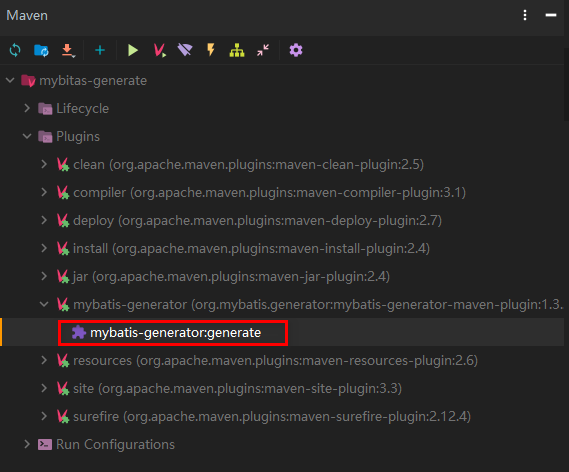 Maven
mybitas-generate
Lifecycle
Plugins
clean (org.apache.maven.plugins:maven-clean-plugin:2.5)
compiler (org.apache.maven.plugins:maven-compiler-plugin:3.1)
deploy (org.apache.maven.plugins:maven-deploy-plugin:2.7)
install (org.apache.maven.plugins:maven-install-plugin:2.4)
jar (org.apache.maven.plugins:maven-jar-plugin:2.4)
mybatis-generator (org.mybatis.generator:mybatis-generator-maven-plugin:1.3.
mybatis-generator:generate
resources (org.apache.maven.plugins:maven-resources-plugin:2.6)
site (org.apache.maven.plugins:maven-site-plugin:3.3)
surefire (org.apache.maven.plugins:maven-surefire-plugin:2.12.4)
Run Configurations